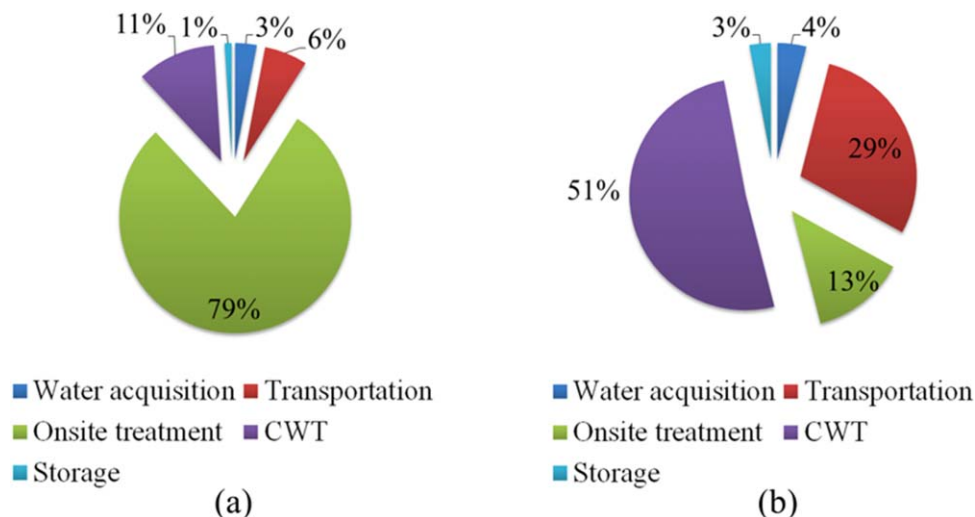 11%
1%
3%
6%
79%
Water acquisition Transportation
Onsite treatment CWT
Storage
(a)
3%
4%
29%
51%
13%
Water acquisition Transportation
Onsite treatment CWT
Storage
(b)